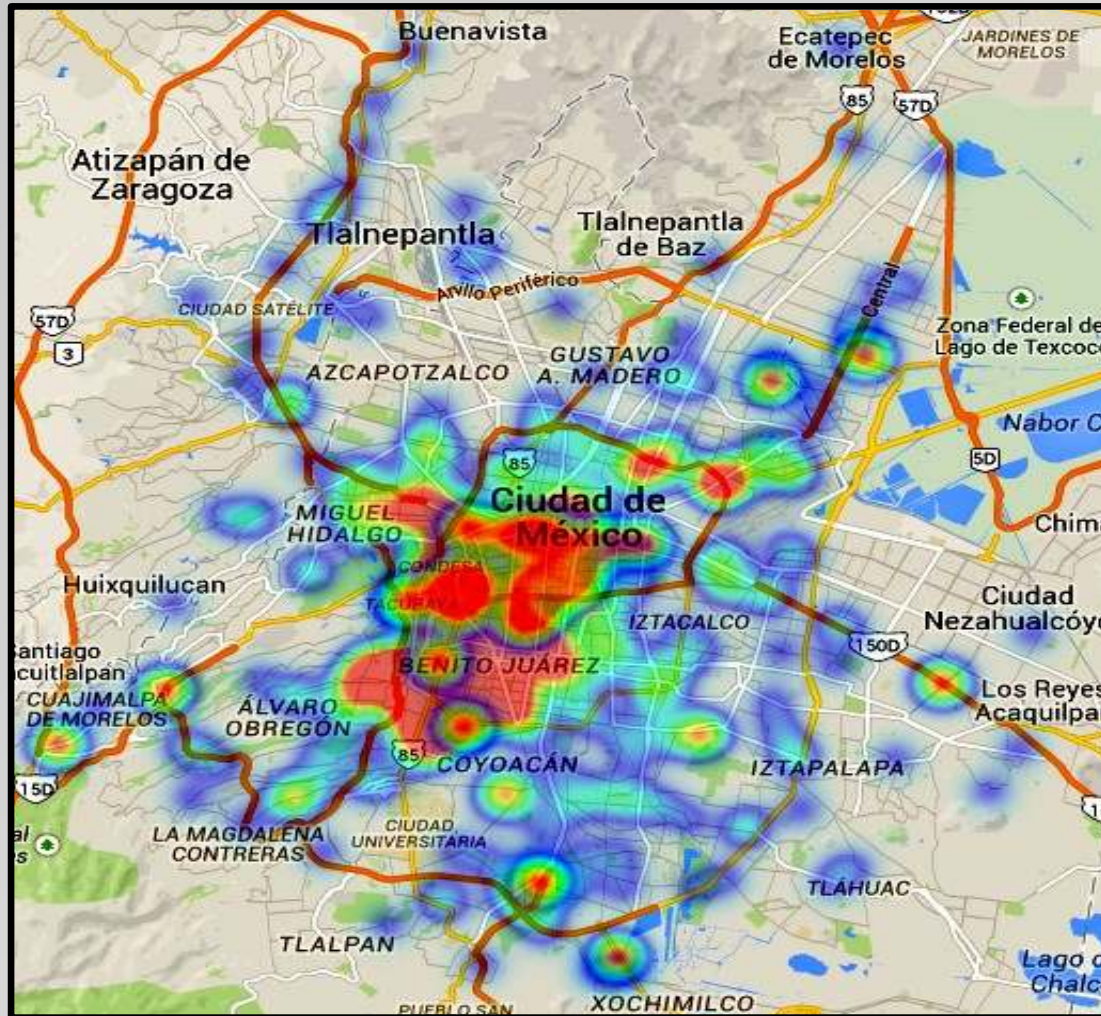 Buenavista
Ecatepec
de Morelos
JARDINES DE
MORELOS
85
57D
Atizapán de
Zaragoza
Tlalnepantla
Tlalnepantla
de Baz
Central
CIUDAD SATÉLITE
57D
3
Zona Federal de
Lago de Texcoco
AZCAPOTZALCO
GUSTAVO
A. MADERO
Nabor C
85
5D
Ciudad de
México
MIGUEL
HIDALGO
Chima
CONDESA
Huixquilucan
TACUBAYA
IZTACALCO
Ciudad
Nezahualcóyo
150D
Santiago
acuitlalpan
CUAJIMALPA
DE MORELOS
BENITO JUÁREZ
Los Reyes
Acaquilpa
ÁLVARO
OBREGÓN
85
COYOACÁN
IZTAPALAPA
15D
LA MAGDALENA
CONTRERAS
CIUDAD
UNIVERSITARIA
TLÁHUAC
TLALPAN
Lago d
Chalc
XOCHIMILCO
PUEBLO SAN